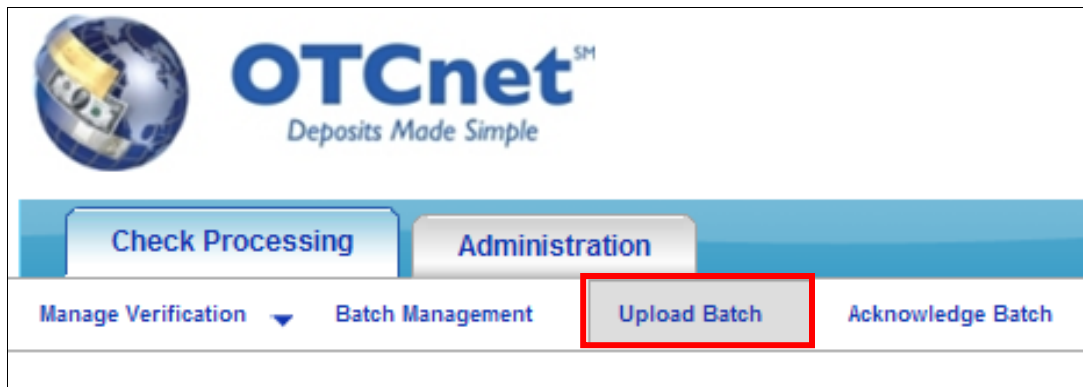 OTCnet SM
Deposits Made Simple
Check Processing Administration
Manage Verification Batch Management Upload Batch Acknowledge Batch